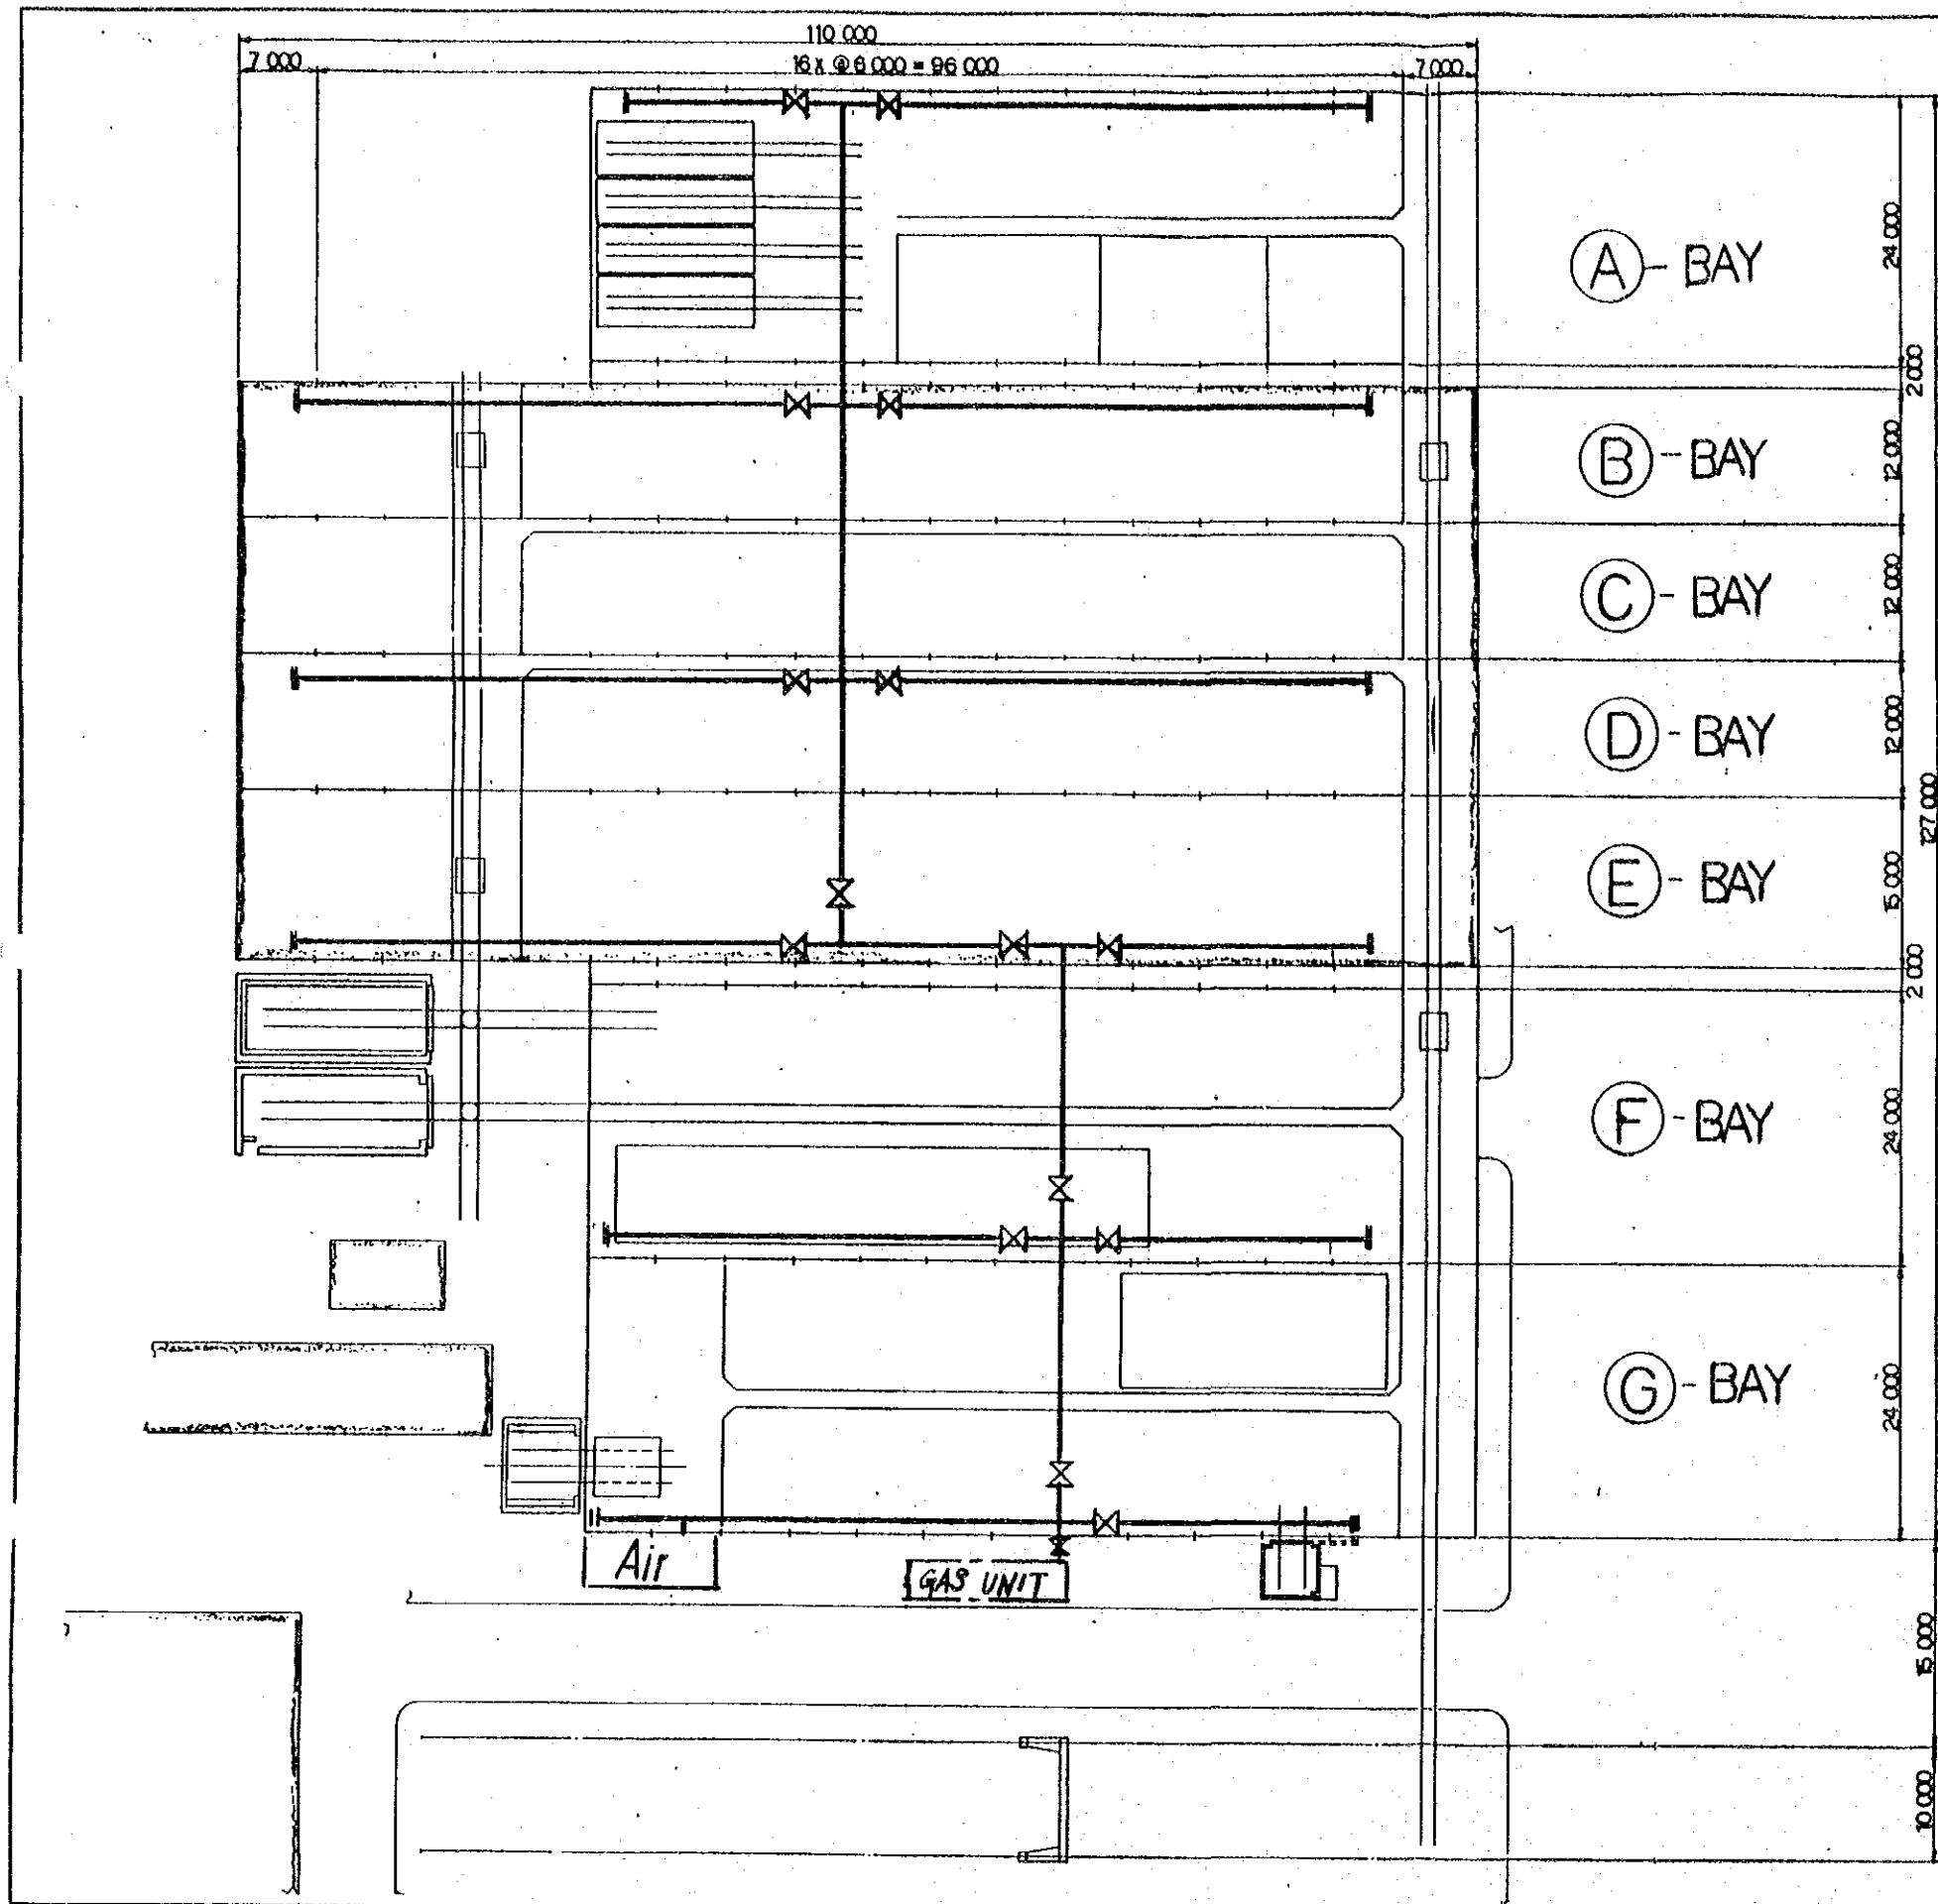 110 000
7 000
16 x @ 6 000 = 96 000
7 000
A - BAY
24 000
2 000
B - BAY
12 000
C - BAY
12 000
D - BAY
12 000
127 000
E - BAY
15 000
2 000
F - BAY
24 000
G - BAY
24 000
Air
GAS UNIT
15 000
10 000